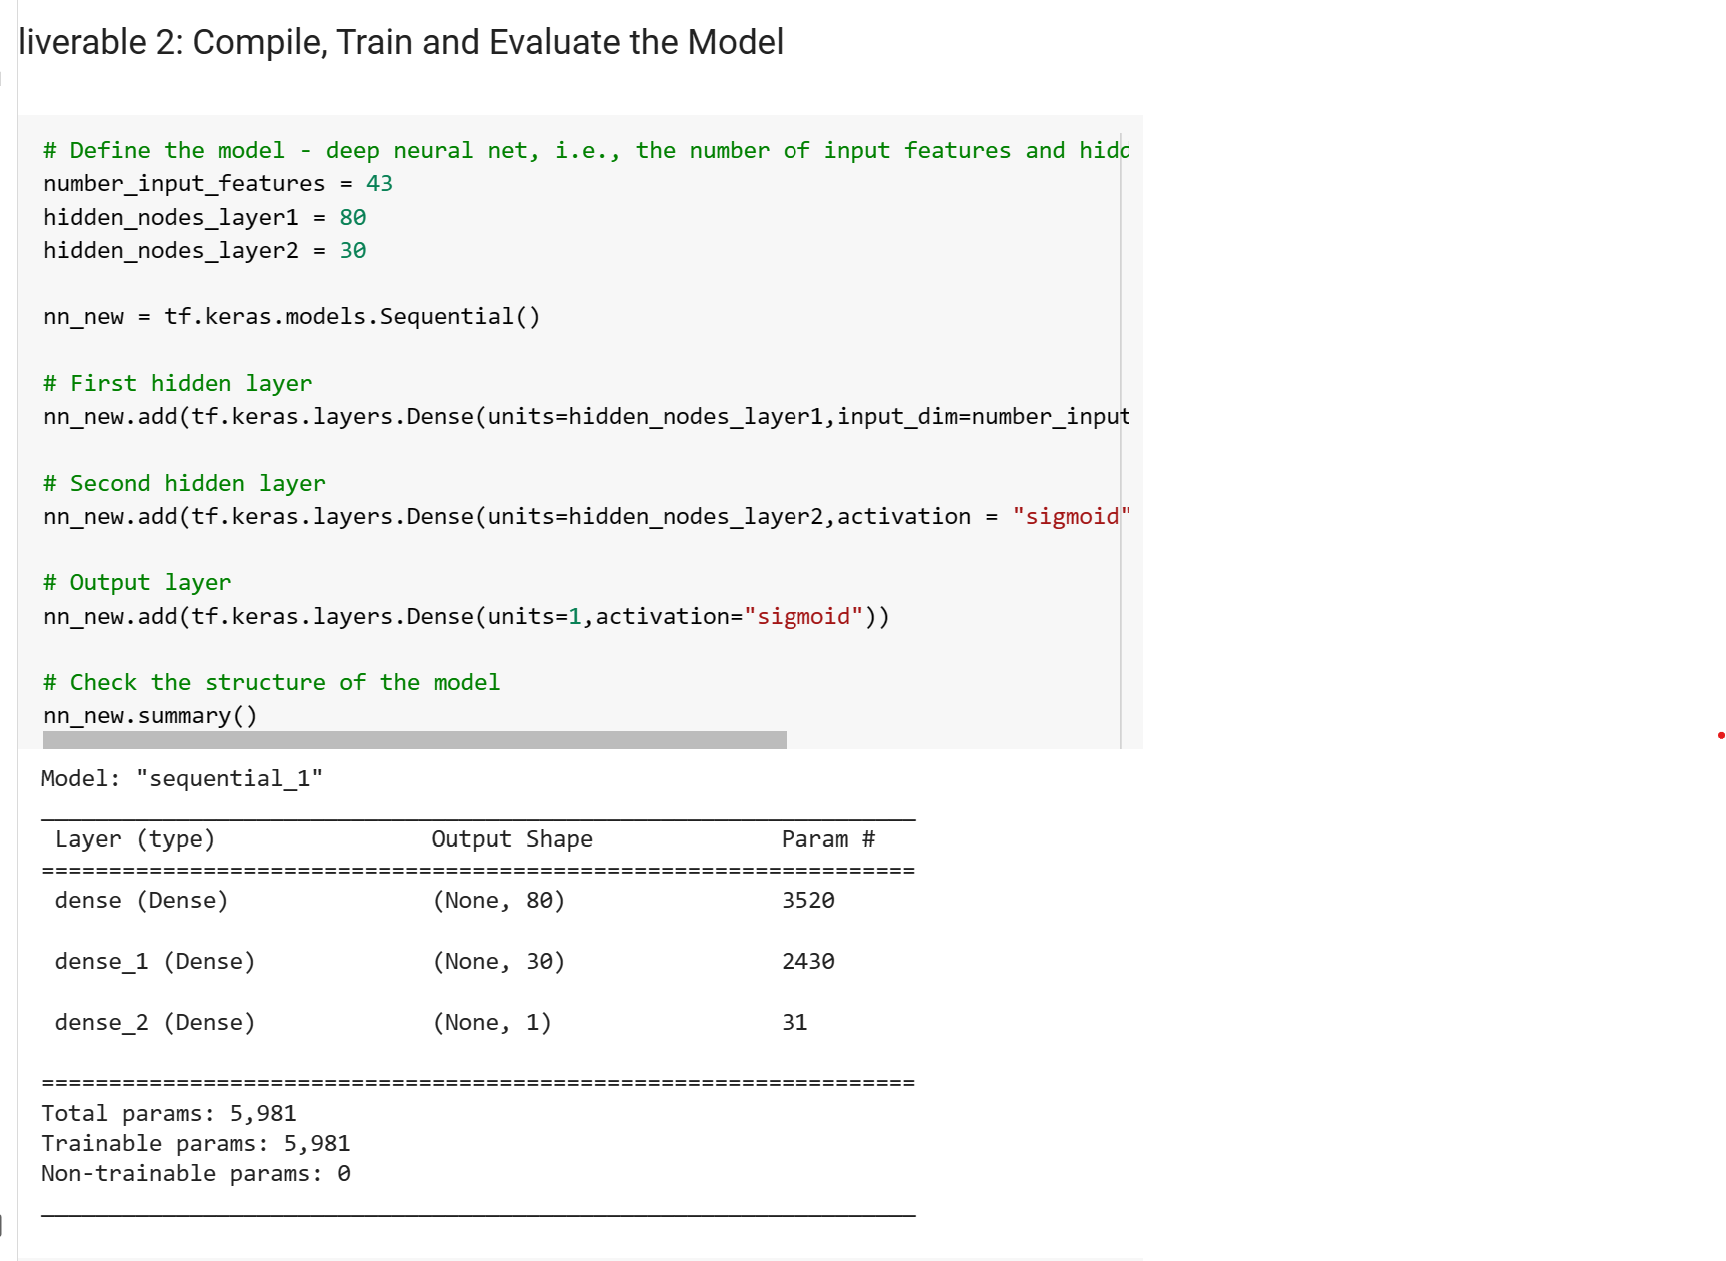 liverable 2: Compile, Train and Evaluate the Model
# Define the model - deep neural net, i.e., the number of input features and hidd
number_input_features = 43
hidden_nodes_layer1 = 80
hidden_nodes_layer2 = 30
nn_new = tf.keras.models.Sequential()
# First hidden layer
nn_new.add(tf.keras.layers.Dense(units=hidden_nodes_layer1,input_dim=number_input
# Second hidden layer
nn_new.add(tf.keras.layers.Dense(units=hidden_nodes_layer2,activation = "sigmoid"
# Output layer
nn_new.add(tf.keras.layers.Dense(units=1,activation="sigmoid"))
# Check the structure of the model
nn_new.summary()
Model: "sequential_1"
_________________________________________________________________
Layer (type) Output Shape Param #
=================================================================
dense (Dense) (None, 80) 3520
dense_1 (Dense) (None, 30) 2430
dense_2 (Dense) (None, 1) 31
=================================================================
Total params: 5,981
Trainable params: 5,981
Non-trainable params: 0
_________________________________________________________________